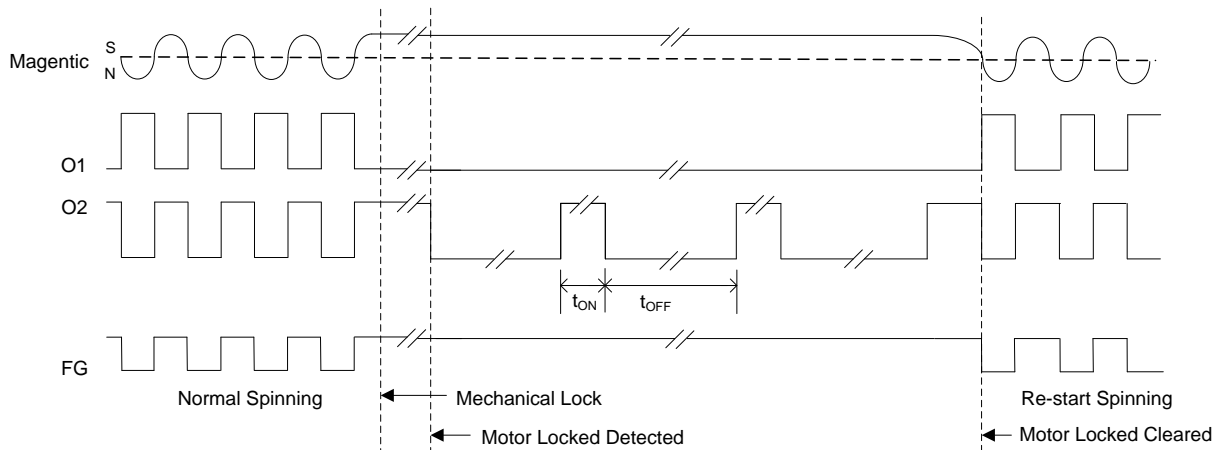 S
Magentic
N
O1
O2
tON
tOFF
FG
Normal Spinning
Mechanical Lock
Re-start Spinning
Motor Locked Detected
Motor Locked Cleared